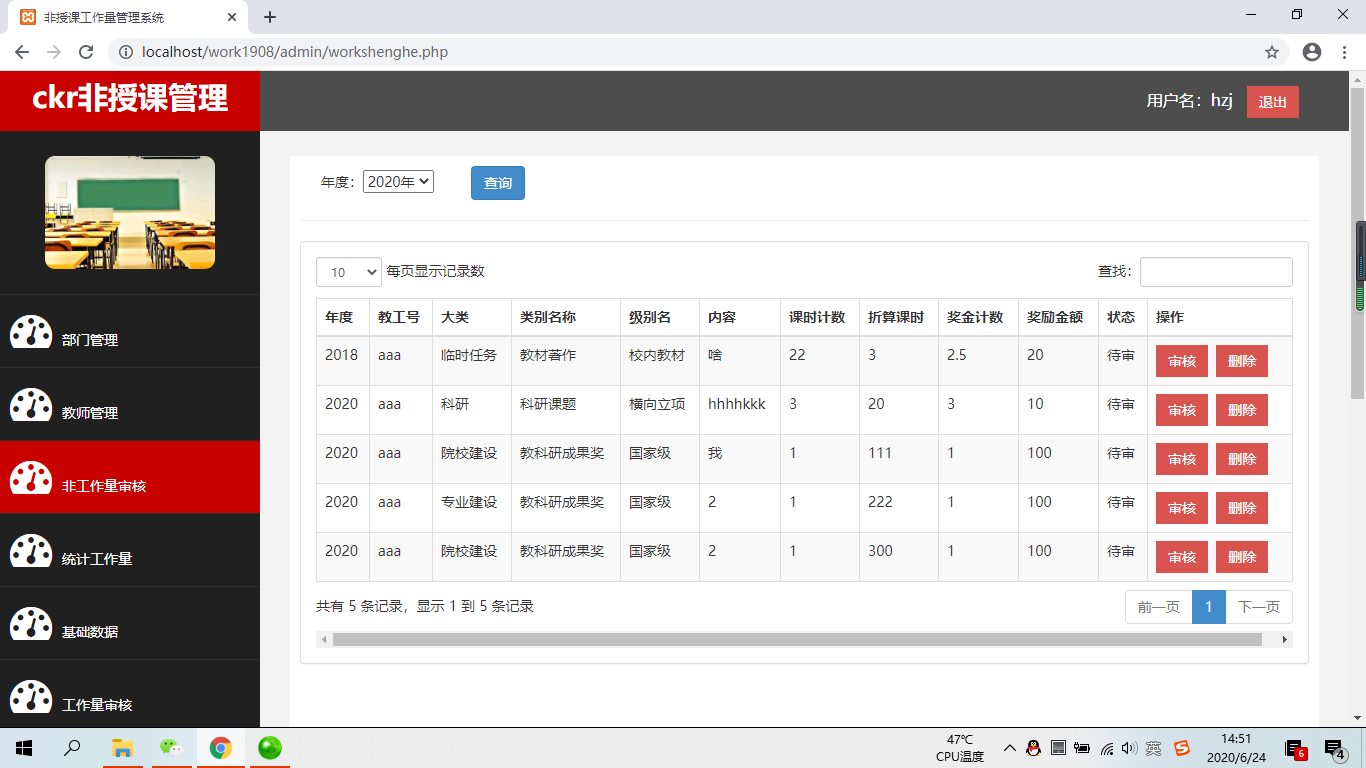 非授课工作量管理系统
localhost/work1908/admin/workshenghe.php
ckr非授课管理
用户名：hzj 退出
年度： 2020年 查询
10 每页显示记录数 查找：
年度 教工号 大类 类别名称 级别名 内容 课时计数 折算课时 奖金计数 奖励金额 状态 操作
2018 aaa 临时任务 教材著作 校内教材 啥 22 3 2.5 20 待审 审核 删除
2020 aaa 科研 科研课题 横向立项 hhhhkkk 3 20 3 10 待审 审核 删除
2020 aaa 院校建设 教科研成果奖 国家级 我 1 111 1 100 待审 审核 删除
2020 aaa 专业建设 教科研成果奖 国家级 2 1 222 1 100 待审 审核 删除
2020 aaa 院校建设 教科研成果奖 国家级 2 1 300 1 100 待审 审核 删除
共有 5 条记录，显示 1 到 5 条记录 前一页 1 下一页
部门管理
教师管理
非工作量审核
统计工作量
基础数据
工作量审核
47℃
CPU温度
英
14:51
2020/6/24
6
4